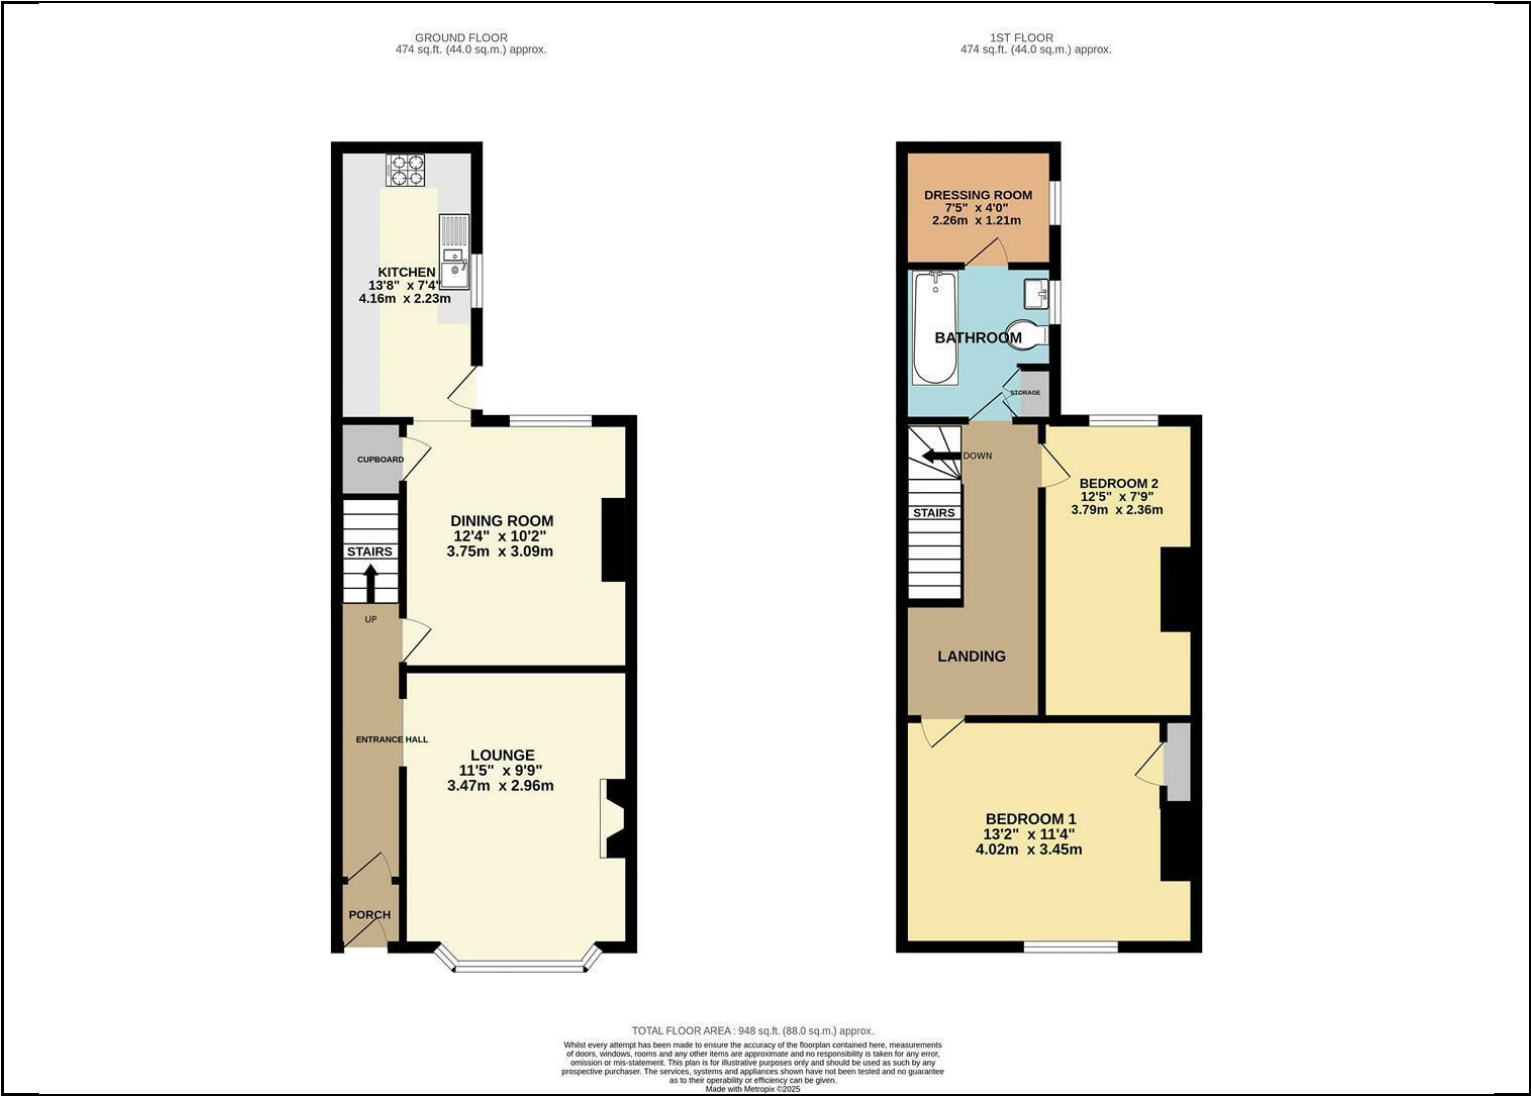 GROUND FLOOR
474 sq.ft. (44.0 sq.m.) approx.
KITCHEN
13'8" x 7'4"
4.16m x 2.23m
CUPBOARD
STAIRS
UP
DINING ROOM
12'4" x 10'2"
3.75m x 3.09m
ENTRANCE HALL
LOUNGE
11'5" x 9'9"
3.47m x 2.96m
PORCH
1ST FLOOR
474 sq.ft. (44.0 sq.m.) approx.
DRESSING ROOM
7'5" x 4'0"
2.26m x 1.21m
BATHROOM
STORAGE
DOWN
STAIRS
BEDROOM 2
12'5" x 7'9"
3.79m x 2.36m
LANDING
BEDROOM 1
13'2" x 11'4"
4.02m x 3.45m
TOTAL FLOOR AREA : 948 sq.ft. (88.0 sq.m.) approx.
Whilst every attempt has been made to ensure the accuracy of the floorplan contained here, measurements
of doors, windows, rooms and any other items are approximate and no responsibility is taken for any error,
omission or mis-statement. This plan is for illustrative purposes only and should be used as such by any
prospective purchaser. The services, systems and appliances shown have not been tested and no guarantee
as to their operability or efficiency can be given.
Made with Metropix ©2025